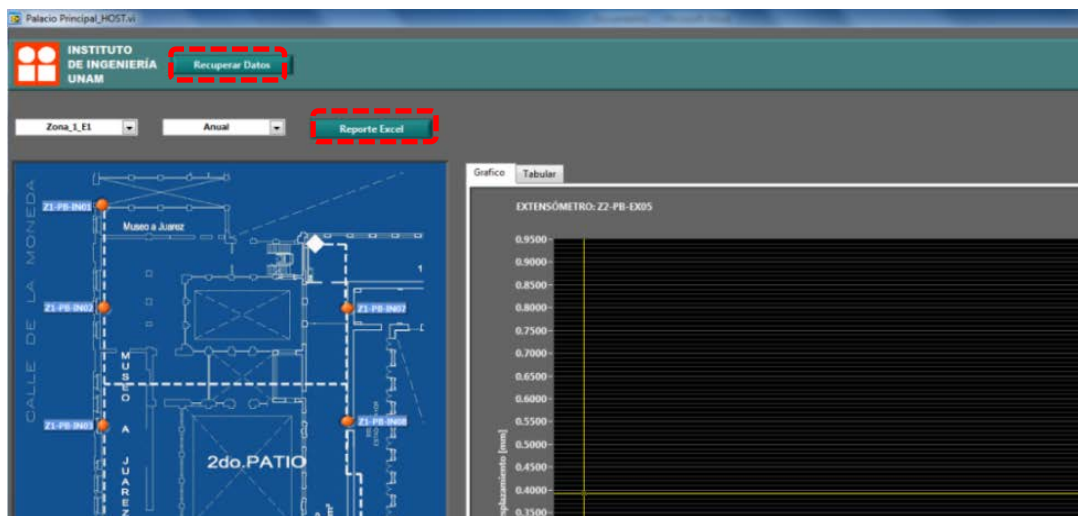 Palacio Principal_HOST.vi
INSTITUTO
DE INGENIERÍA
UNAM
Recuperar Datos
Zona_1_E1
Anual
Reporte Excel
CALLE DE LA MONEDA
Z1-PB-IN01
Museo a Juarez
Z1-PB-IN02
Z1-PB-IN07
MUSEO A JUAREZ
Z1-PB-IN03
Z1-PB-IN08
2do.PATIO
Grafico
Tabular
EXTENSÓMETRO: Z2-PB-EX05
0.9500
0.9000
0.8500
0.8000
0.7500
0.7000
0.6500
0.6000
0.5500
0.5000
0.4500
0.4000
0.3500
splazamiento [mm]